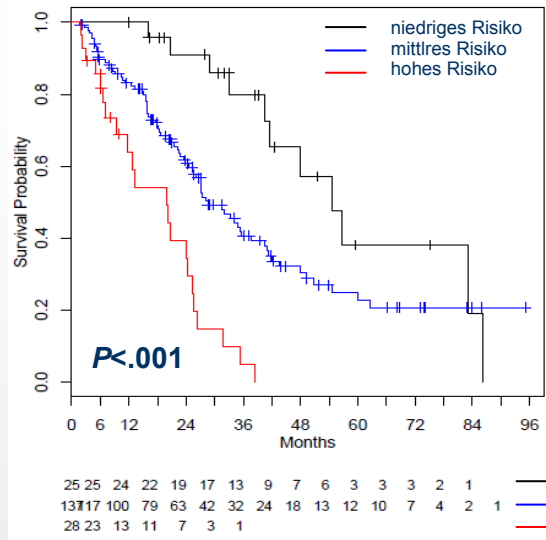 niedriges Risiko
mittlres Risiko
hohes Risiko
Survival Probability
1.0
0.8
0.6
0.4
0.2
0.0
P<.001
0 6 12 24 36 48 60 72 84 96
Months
25 25 24 22 19 17 13 9 7 6 3 3 3 2 1
137 117 100 79 63 42 32 24 18 13 12 10 7 4 2 1
28 23 13 11 7 3 1